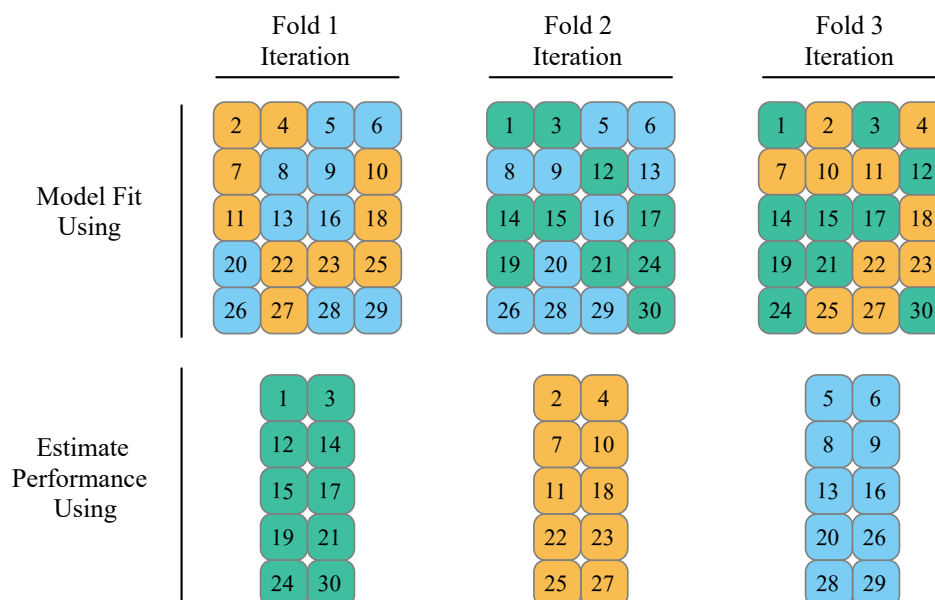 Fold 1 Iteration
Fold 2 Iteration
Fold 3 Iteration
Model Fit Using
2 4 5 6
7 8 9 10
11 13 16 18
20 22 23 25
26 27 28 29
1 3 5 6
8 9 12 13
14 15 16 17
19 20 21 24
26 28 29 30
1 2 3 4
7 10 11 12
14 15 17 18
19 21 22 23
24 25 27 30
Estimate Performance Using
1 3
12 14
15 17
19 21
24 30
2 4
7 10
11 18
22 23
25 27
5 6
8 9
13 16
20 26
28 29